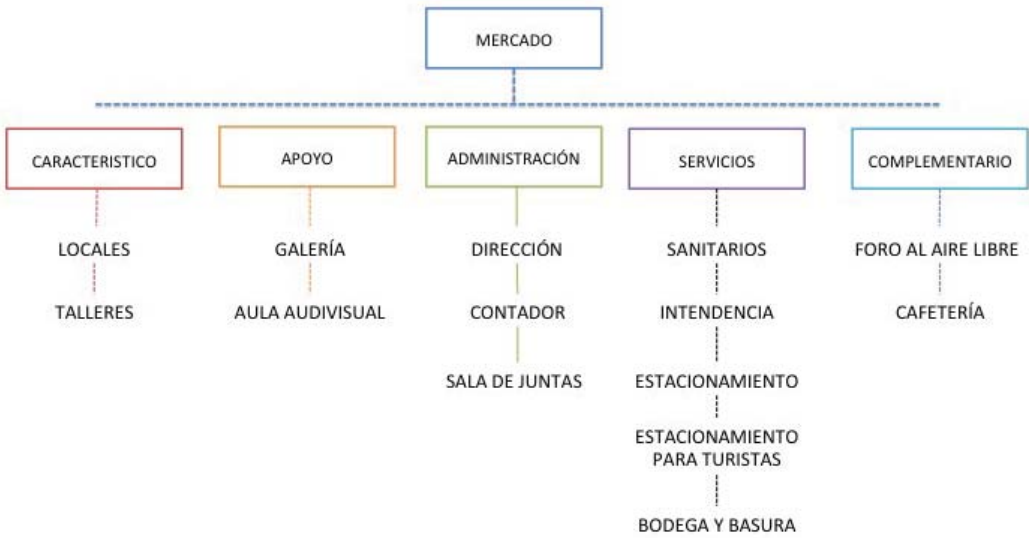 MERCADO
CARACTERISTICO
APOYO
ADMINISTRACIÓN
SERVICIOS
COMPLEMENTARIO
LOCALES
TALLERES
GALERÍA
AULA AUDIVISUAL
DIRECCIÓN
CONTADOR
SALA DE JUNTAS
SANITARIOS
INTENDENCIA
ESTACIONAMIENTO
ESTACIONAMIENTO
PARA TURISTAS
BODEGA Y BASURA
FORO AL AIRE LIBRE
CAFETERÍA